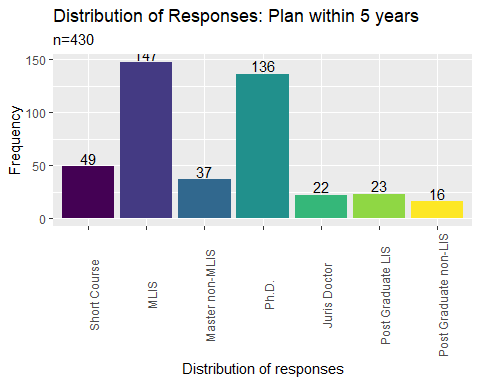 Distribution of Responses: Plan within 5 years
n=430
Frequency
150
100
50
0
49
147
37
136
22
23
16
Short Course
MLIS
Master non-MLIS
Ph.D.
Juris Doctor
Post Graduate LIS
Post Graduate non-LIS
Distribution of responses